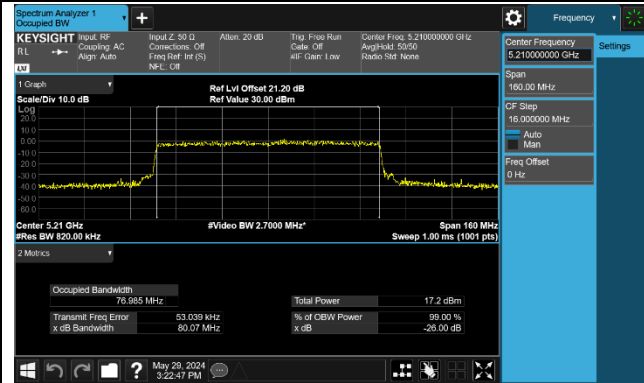 Spectrum Analyzer 1
Occupied BW
Frequency
KEYSIGHT
RL
LXI
Input: RF
Coupling: AC
Align: Auto
Input Z: 50 Ω
Corrections: Off
Freq Ref: Int (S)
NFE: Off
Atten: 20 dB
Trig: Free Run
Gate: Off
#IF Gain: Low
Center Freq: 5.210000000 GHz
Avg|Hold: 50/50
Radio Std: None
Center Frequency
5.210000000 GHz
Settings
Span
160.00 MHz
CF Step
16.000000 MHz
Auto
Man
Freq Offset
0 Hz
1 Graph
Scale/Div 10.0 dB
Ref Lvl Offset 21.20 dB
Ref Value 30.00 dBm
Log
20.0
10.0
0.00
-10.0
-20.0
-30.0
-40.0
-50.0
-60.0
Center 5.21 GHz
#Res BW 820.00 kHz
#Video BW 2.7000 MHz*
Span 160 MHz
Sweep 1.00 ms (1001 pts)
2 Metrics
Occupied Bandwidth
76.985 MHz
Total Power 17.2 dBm
Transmit Freq Error 53.039 kHz
% of OBW Power 99.00 %
x dB Bandwidth 80.07 MHz
x dB -26.00 dB
?
May 29, 2024
3:22:47 PM